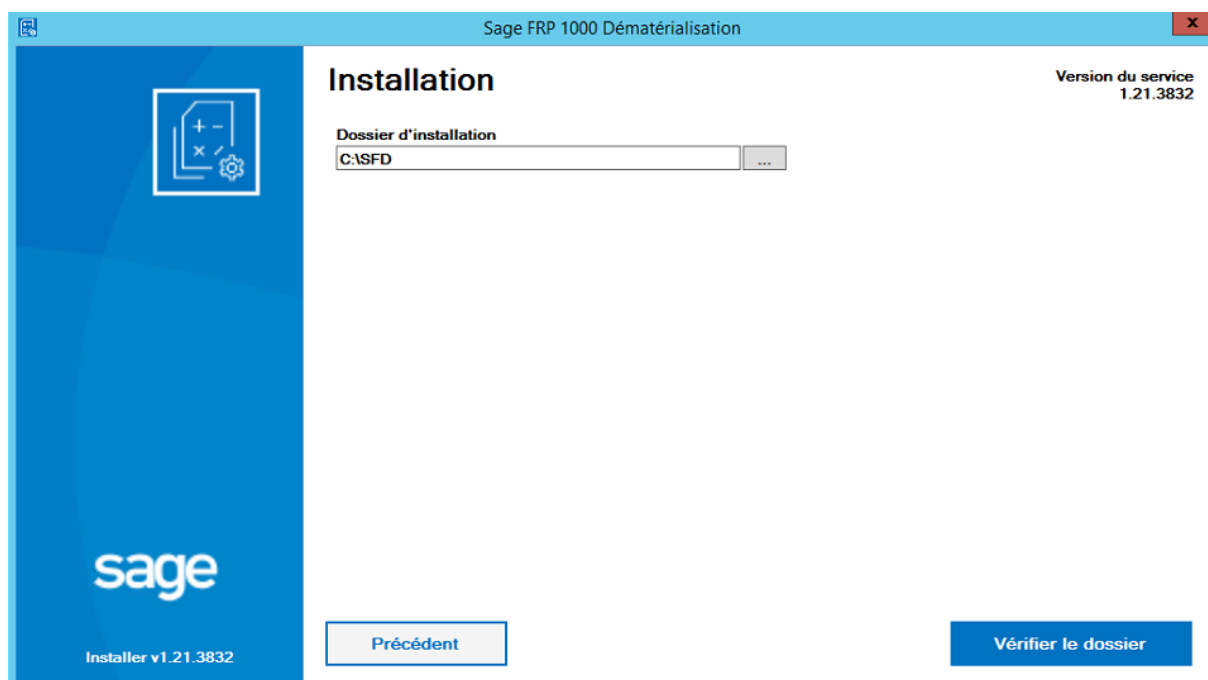 Sage FRP 1000 Dématérialisation
x
Installation
Version du service
1.21.3832
Dossier d'installation
C:\SFD
...
sage
Installer v1.21.3832
Précédent
Vérifier le dossier